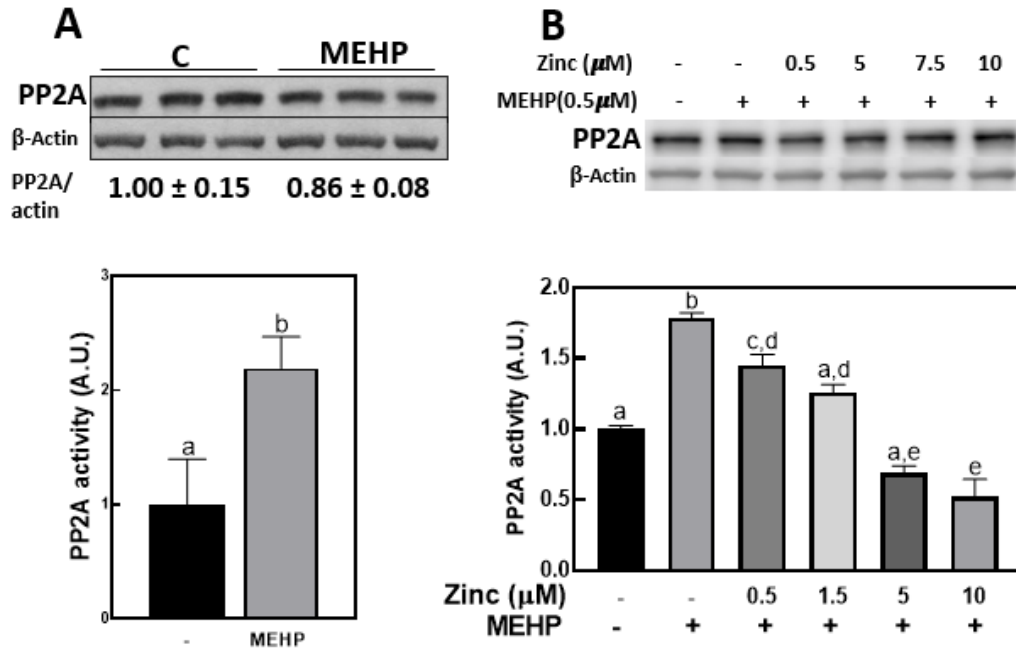 A
C MEHP
PP2A
β-Actin
PP2A/
actin
1.00 ± 0.15 0.86 ± 0.08
3
2
1
0
PP2A activity (A.U.)
a
b
- MEHP
B
Zinc (μM) - - 0.5 5 7.5 10
MEHP(0.5μM) - + + + + +
PP2A
β-Actin
2.0
1.5
1.0
0.5
0.0
PP2A activity (A.U.)
a
b
c,d
a,d
a,e
e
Zinc (μM) - - 0.5 1.5 5 10
MEHP - + + + + +